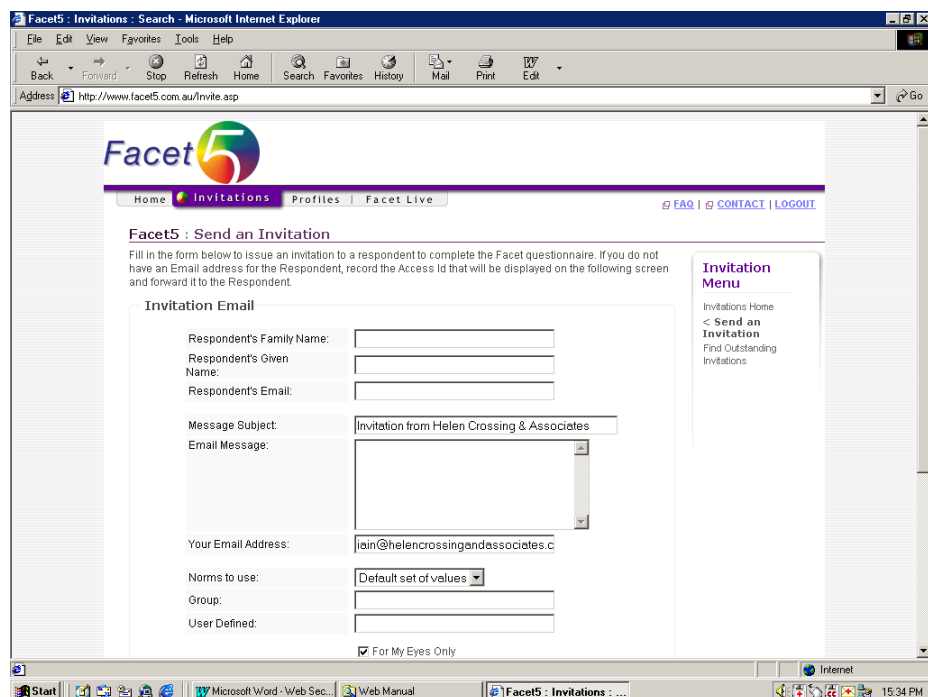 Facet5 : Invitations : Search - Microsoft Internet Explorer
File Edit View Favorites Tools Help
Back Forward Stop Refresh Home Search Favorites History Mail Print Edit
Address http://www.facet5.com.au/Invite.asp Go
Facet5
Home Invitations Profiles | Facet Live
FAQ | CONTACT | LOGOUT
Facet5 : Send an Invitation
Fill in the form below to issue an invitation to a respondent to complete the Facet questionnaire. If you do not
have an Email address for the Respondent, record the Access Id that will be displayed on the following screen
and forward it to the Respondent.
Invitation Email
Respondent's Family Name:
Respondent's Given
Name:
Respondent's Email:
Message Subject: Invitation from Helen Crossing & Associates
Email Message:
Your Email Address: iain@helencrossingandassociates.c
Norms to use: Default set of values
Group:
User Defined:
For My Eyes Only
Invitation
Menu
Invitations Home
< Send an
Invitation
Find Outstanding
Invitations
Internet
Start Microsoft Word - Web Sec... Web Manual Facet5 : Invitations : ... 15:34 PM